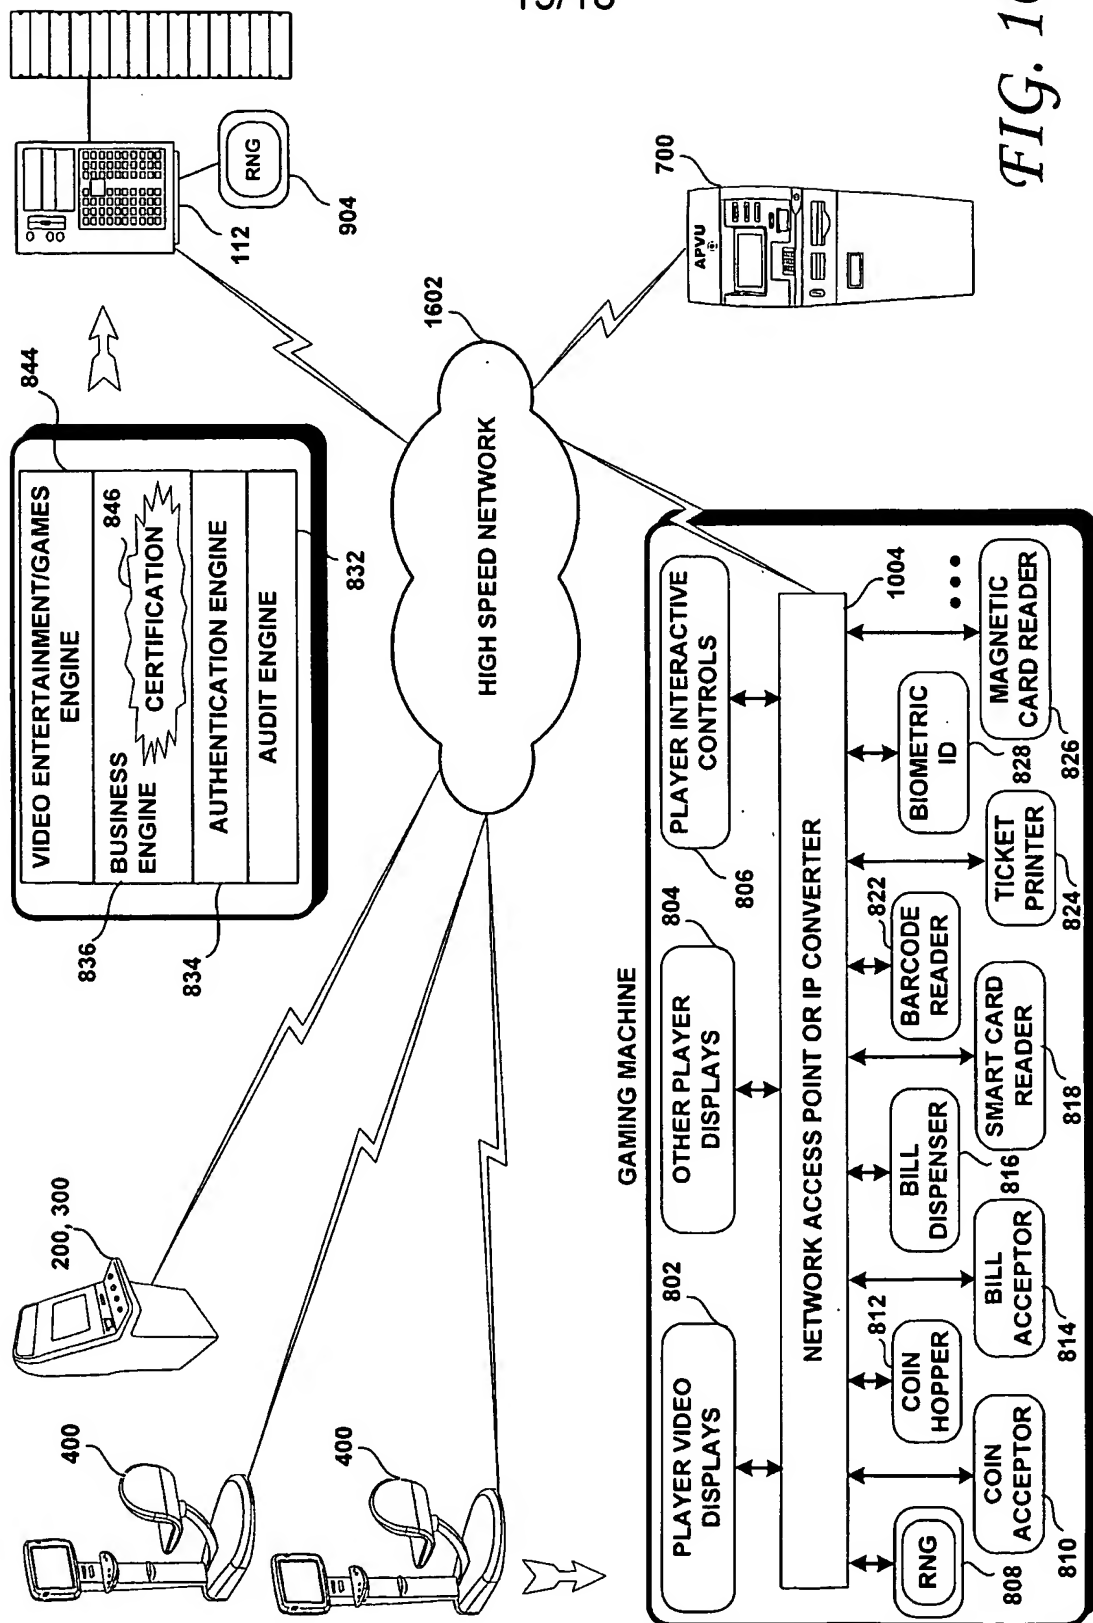 15/18
112
RNG
904
844
VIDEO ENTERTAINMENT/GAMES
ENGINE
846
BUSINESS
ENGINE
CERTIFICATION
AUTHENTICATION ENGINE
AUDIT ENGINE
836
834
832
1602
HIGH SPEED NETWORK
APVU
700
200, 300
400
400
GAMING MACHINE
802
PLAYER VIDEO
DISPLAYS
804
OTHER PLAYER
DISPLAYS
806
PLAYER INTERACTIVE
CONTROLS
NETWORK ACCESS POINT OR IP CONVERTER
1004
RNG
808
COIN
ACCEPTOR
810
812
COIN
HOPPER
BILL
ACCEPTOR
814
BILL
DISPENSER
816
SMART CARD
READER
818
822
BARCODE
READER
TICKET
PRINTER
824
BIOMETRIC
ID
828
MAGNETIC
CARD READER
826
FIG.